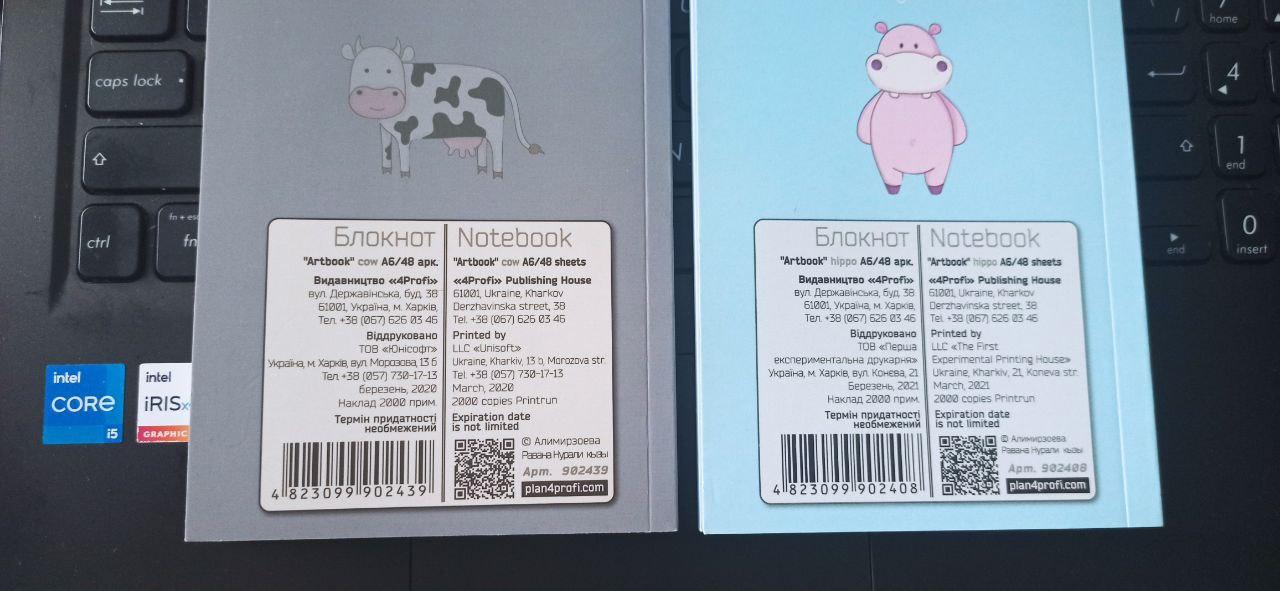 caps lock
ctrl
fn + esc
fn
intel
CORE
i5
intel
iRISx
GRAPHIC
Блокнот
"Artbook" cow А6/48 арк.
Видавництво «4Profi»
вул. Державінська, буд. 38
61001, Україна, м. Харків,
Тел. +38 (067) 626 03 46
Віддруковано
ТОВ «Юнісофт»
Україна, м. Харків, вул. Морозова, 13 б
Тел. +38 (057) 730-17-13
березень, 2020
Наклад 2000 прим.
Термін придатності
необмежений
4 823099 902439
Notebook
"Artbook" cow A6/48 sheets
«4Profi» Publishing House
61001, Ukraine, Kharkov
Derzhavinska street, 38
Tel. +38 (067) 626 03 46
Printed by
LLC «Unisoft»
Ukraine, Kharkiv, 13 b, Morozova str.
Tel. +38 (057) 730-17-13
March, 2020
2000 copies Printrun
Expiration date
is not limited
© Алимирзоева
Равана Нурали кызы
Арт. 902439
plan4profi.com
Блокнот
"Artbook" hippo А6/48 арк.
Видавництво «4Profi»
вул. Державінська, буд. 38
61001, Україна, м. Харків,
Тел. +38 (067) 626 03 46
Віддруковано
ТОВ «Перша
експериментальна друкарня»
Україна, м. Харків, вул. Конєва, 21
Березень, 2021
Наклад 2000 прим.
Термін придатності
необмежений
4 823099 902408
Notebook
"Artbook" hippo A6/48 sheets
«4Profi» Publishing House
61001, Ukraine, Kharkov
Derzhavinska street, 38
Tel. +38 (067) 626 03 46
Printed by
LLC «The First
Experimental Printing House»
Ukraine, Kharkiv, 21, Koneva str.
March, 2021
2000 copies Printrun
Expiration date
is not limited
© Алимирзоева
Равана Нурали кызы
Арт. 902408
plan4profi.com
7
home
4
1
end
0
insert
end